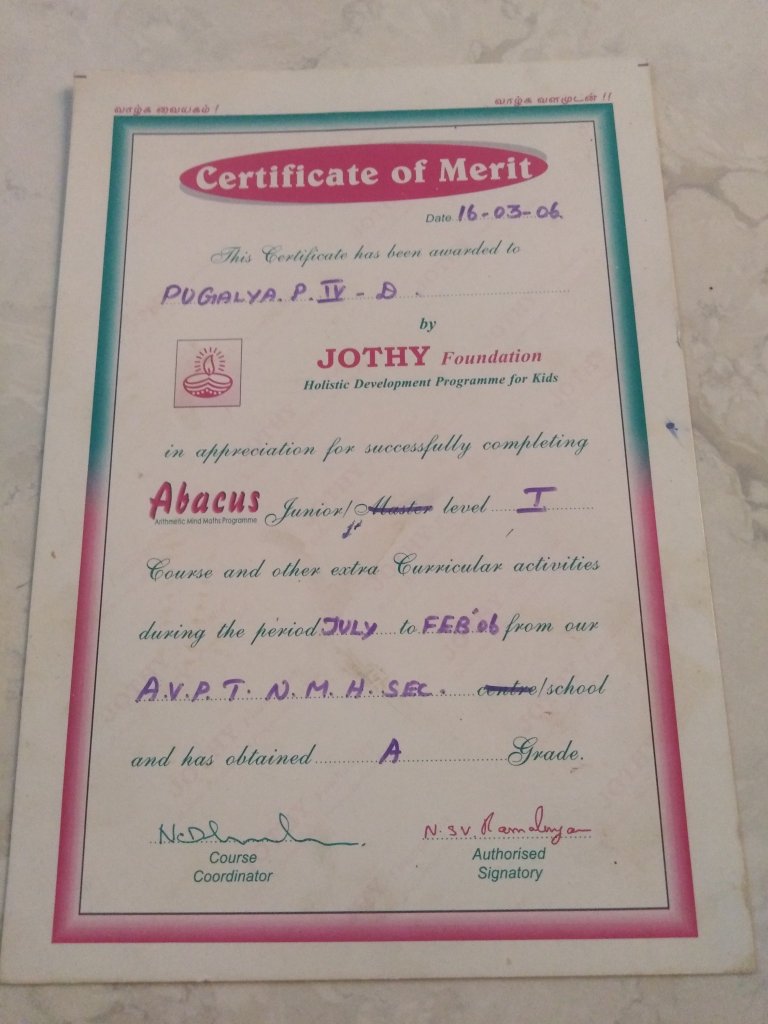 வாழ்க வையகம் !
வாழ்க வளமுடன் !!
Certificate of Merit
Date 16-03-06
This Certificate has been awarded to
PUGALYA. P. IV - D.
by
JOTHY Foundation
Holistic Development Programme for Kids
in appreciation for successfully completing
Abacus Junior/Master level I
Arithmetic Mind Maths Programme
Course and other extra Curricular activities
during the period JULY to FEB'06 from our
A.V.P. T. N. M. H. SEC. centre/school
and has obtained A Grade.
N.SV. Ramalingam
Course
Coordinator
Authorised
Signatory